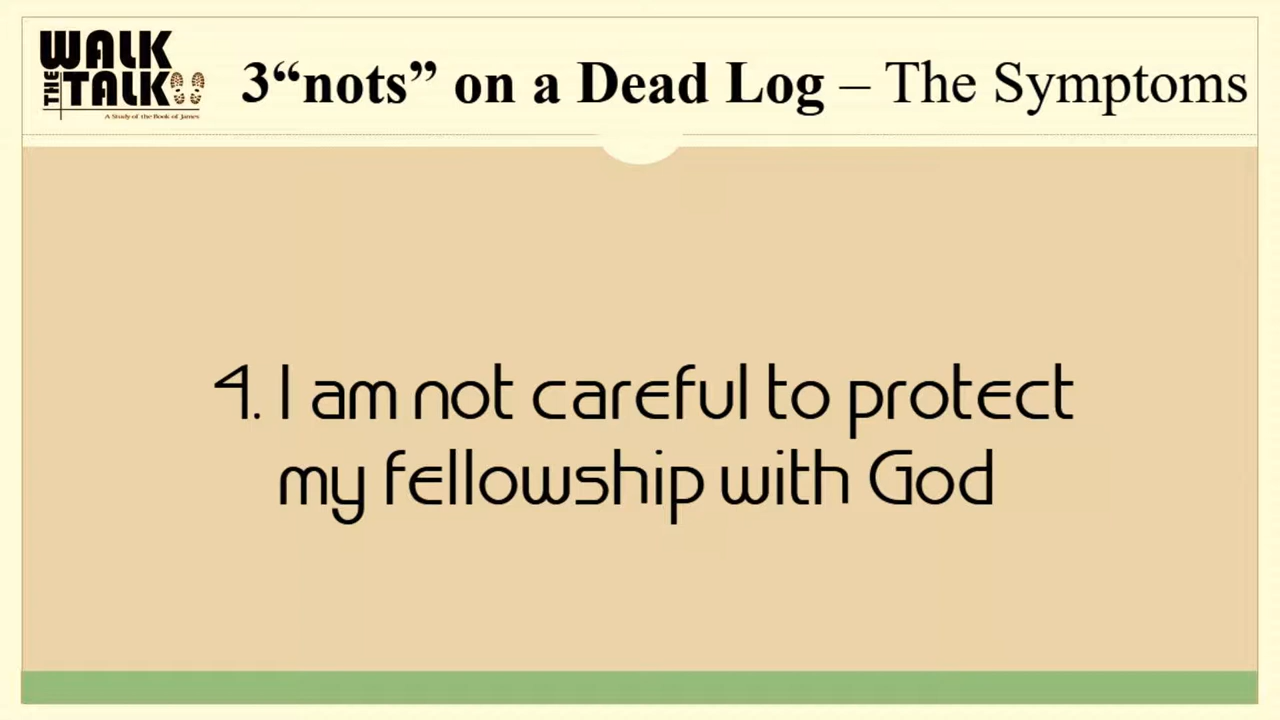 WALK
THE TALK
A Study of the Book of James
3“nots” on a Dead Log – The Symptoms
4. I am not careful to protect
my fellowship with God